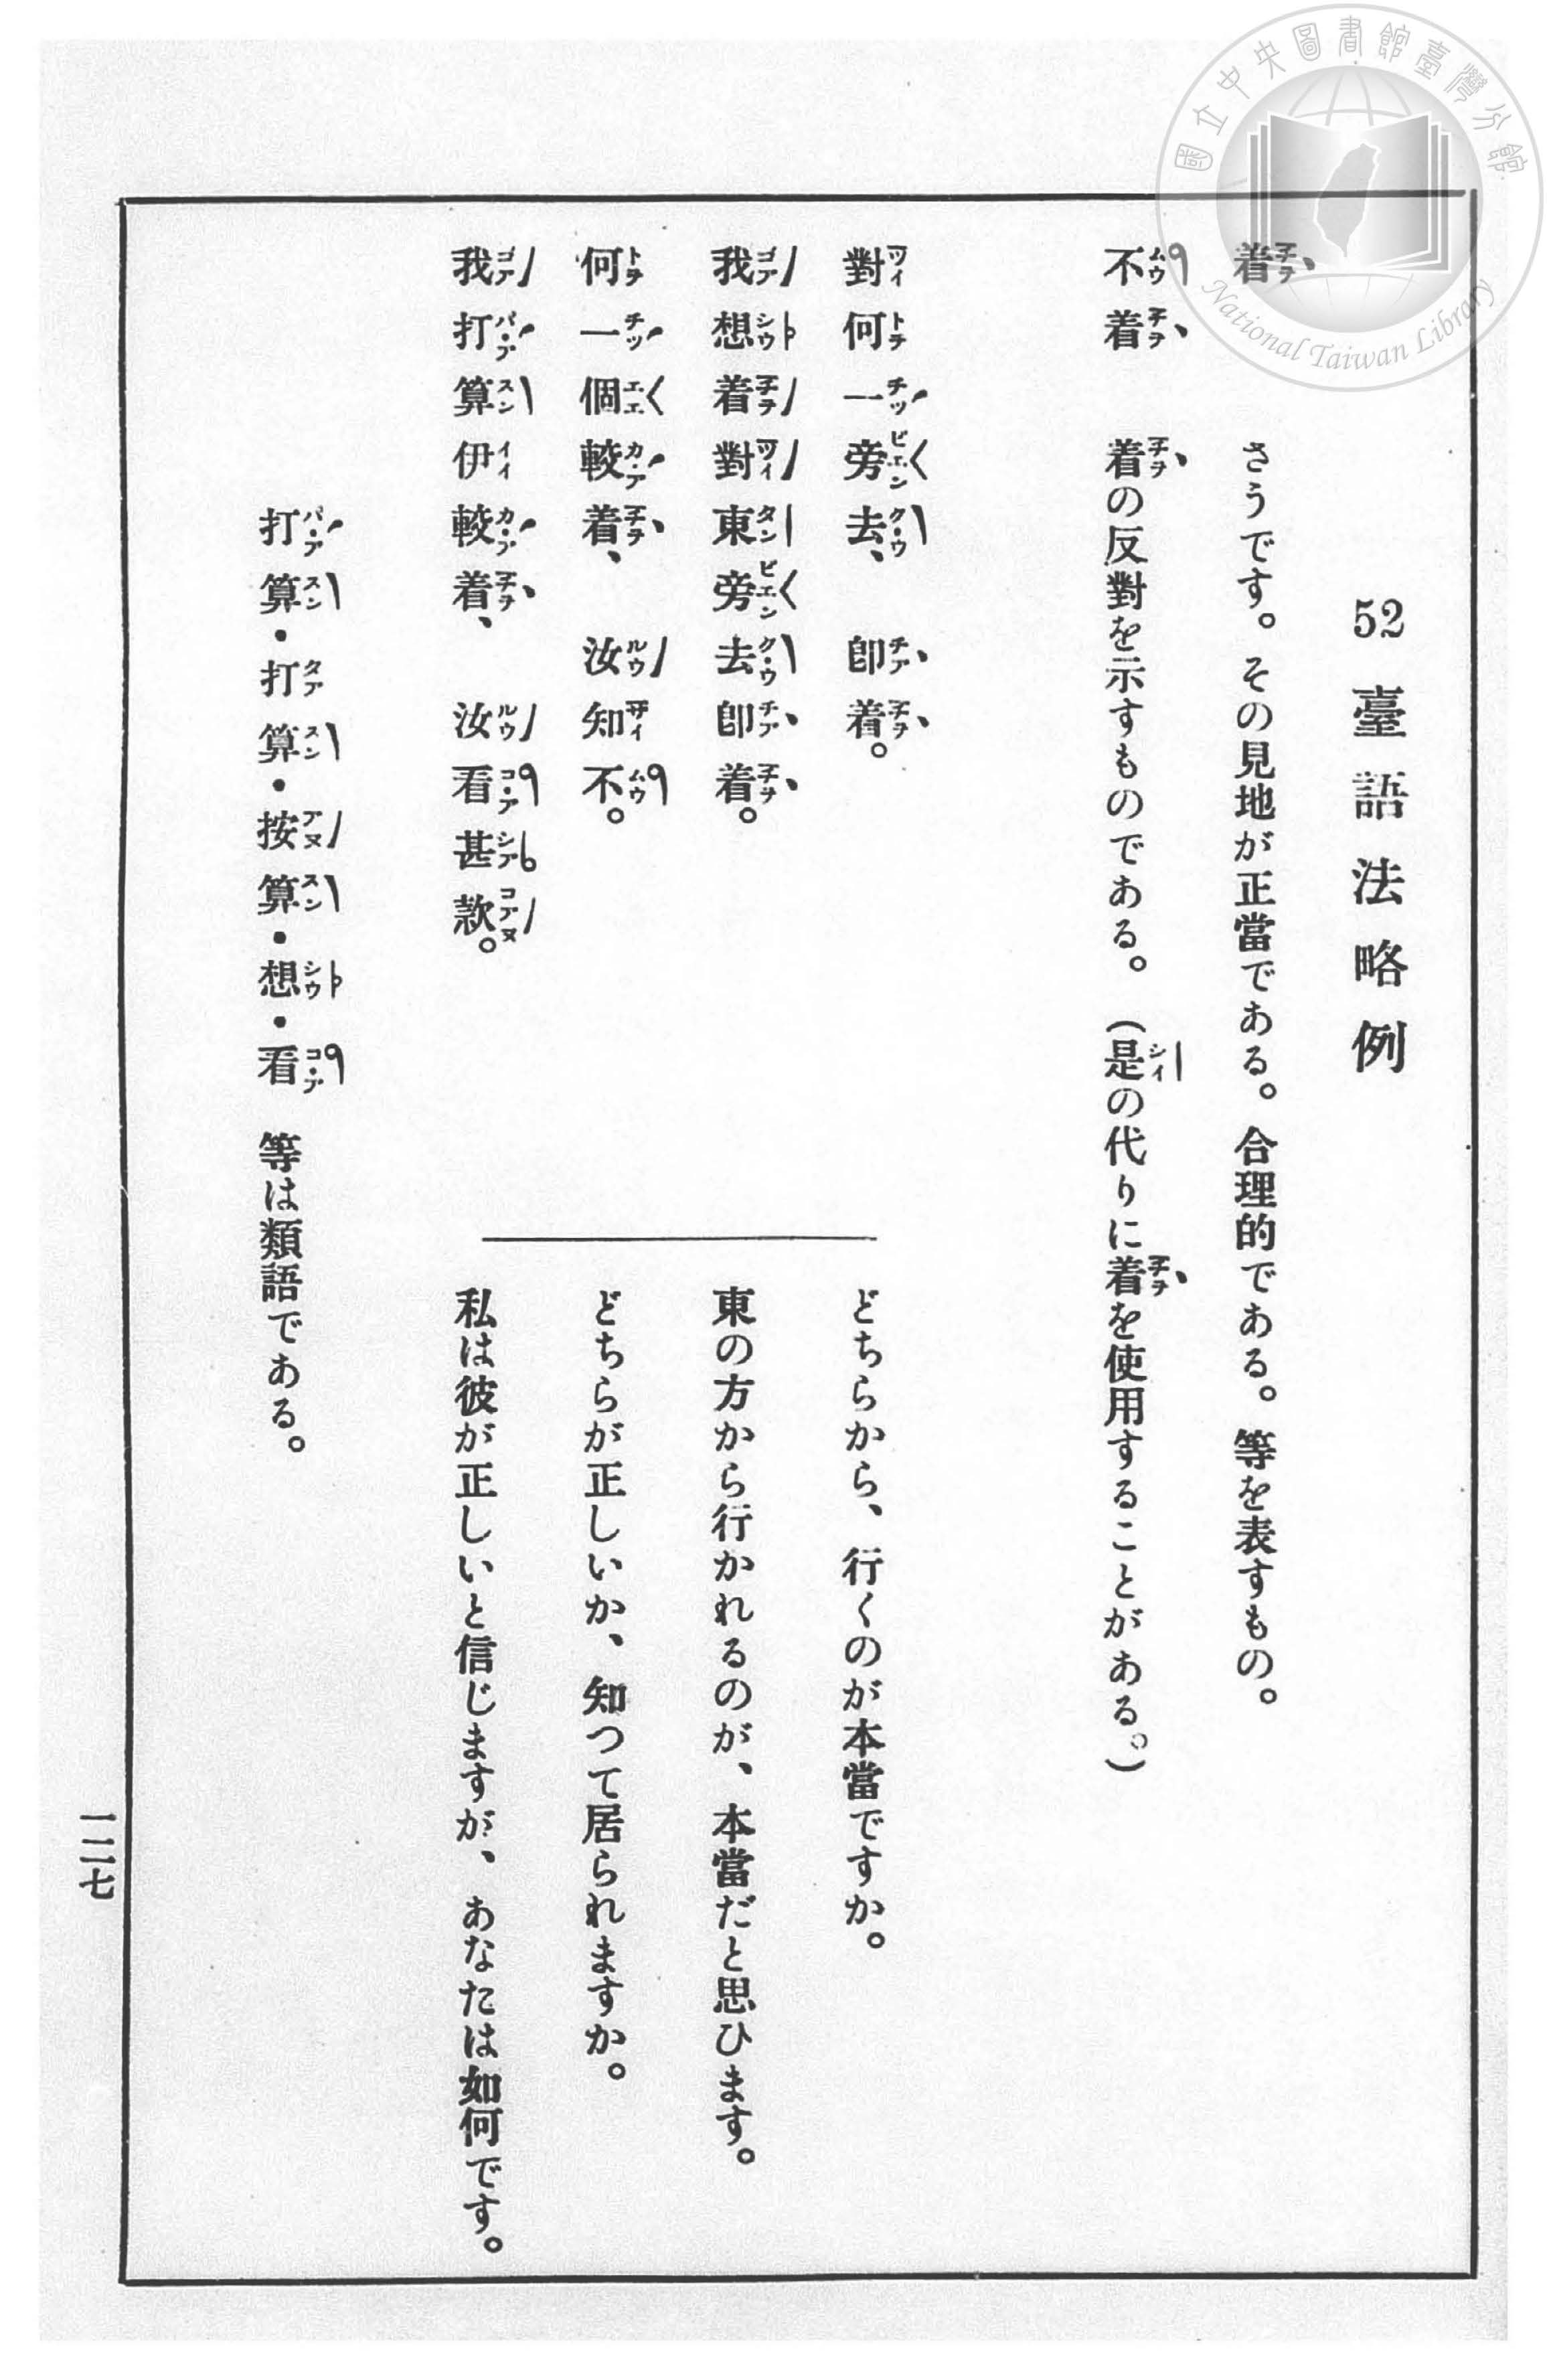 國立中央圖書館臺灣分館
National Taiwan Library
52 臺語法略例
着 さうです。その見地が正當である。合理的である。等を表すもの。
不着 着の反對を示すものである。(是の代りに着を使用することがある。)
對何一旁去、卽着。 どちらから、行くのが本當ですか。
我想着對東旁去卽着。 東の方から行かれるのが、本當だと思ひます。
何一個較着、汝知不。 どちらが正しいか、知つて居られますか。
我打算伊較着、汝看甚款。 私は彼が正しいと信じますが、あなたは如何です。
打算・打算・按算・想・看 等は類語である。
一二七